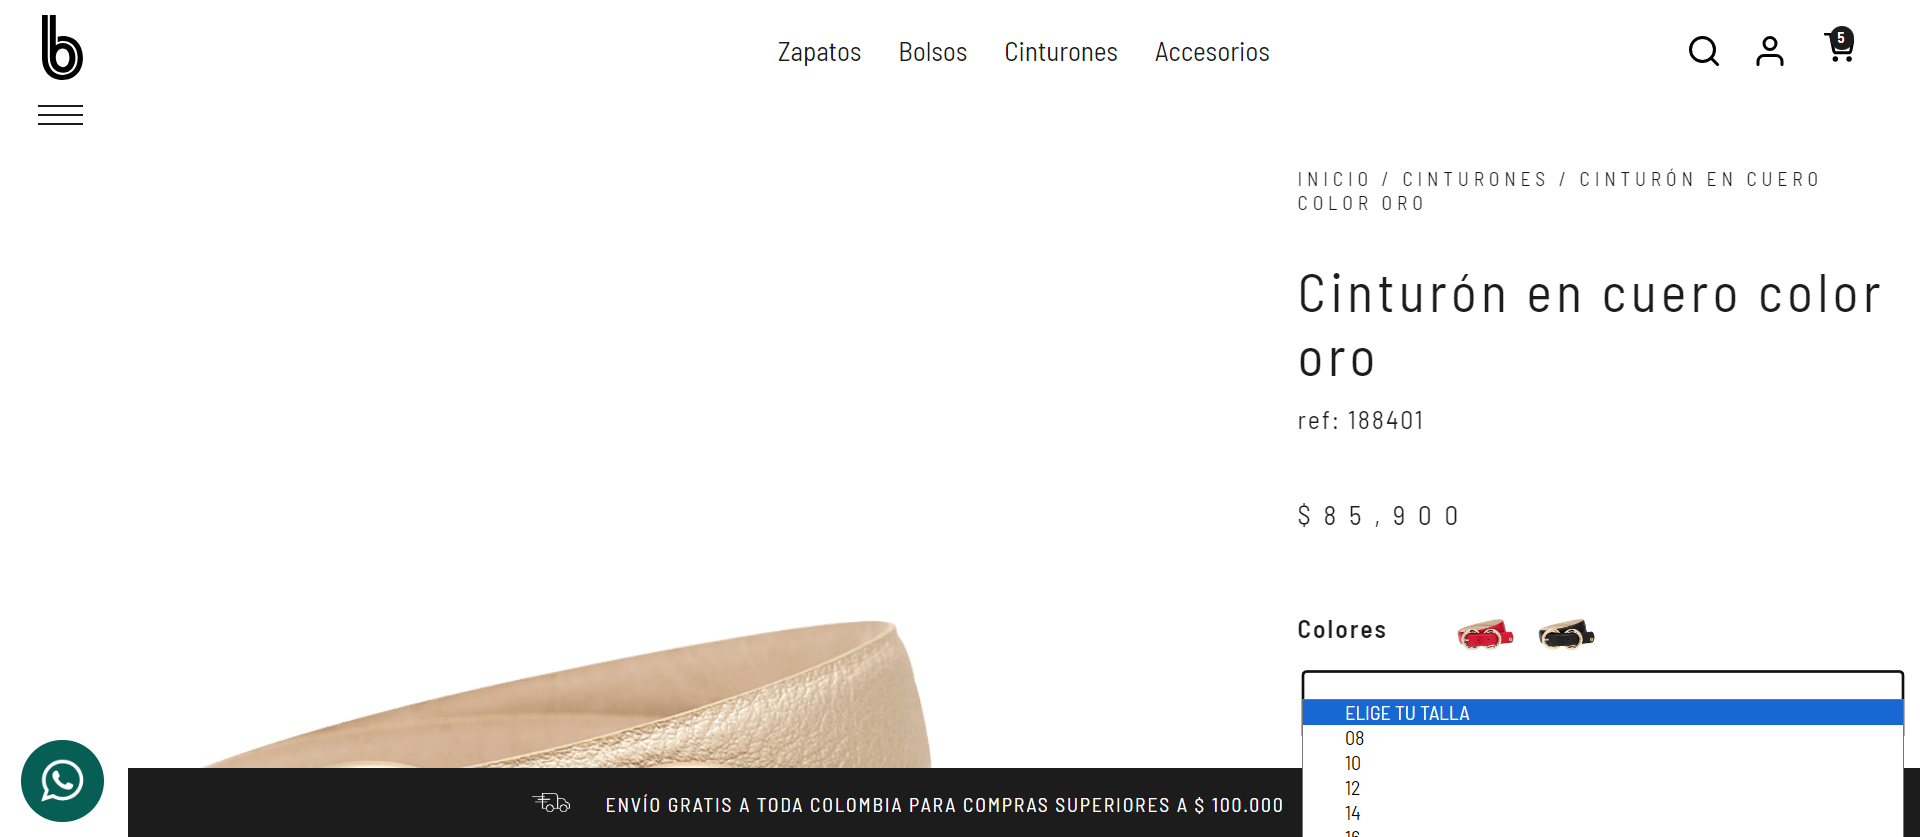 b
Zapatos Bolsos Cinturones Accesorios
5
INICIO / CINTURONES / CINTURÓN EN CUERO
COLOR ORO
Cinturón en cuero color
oro
ref: 188401
$85,900
Colores
ELIGE TU TALLA
08
10
12
14
16
ENVÍO GRATIS A TODA COLOMBIA PARA COMPRAS SUPERIORES A $ 100.000